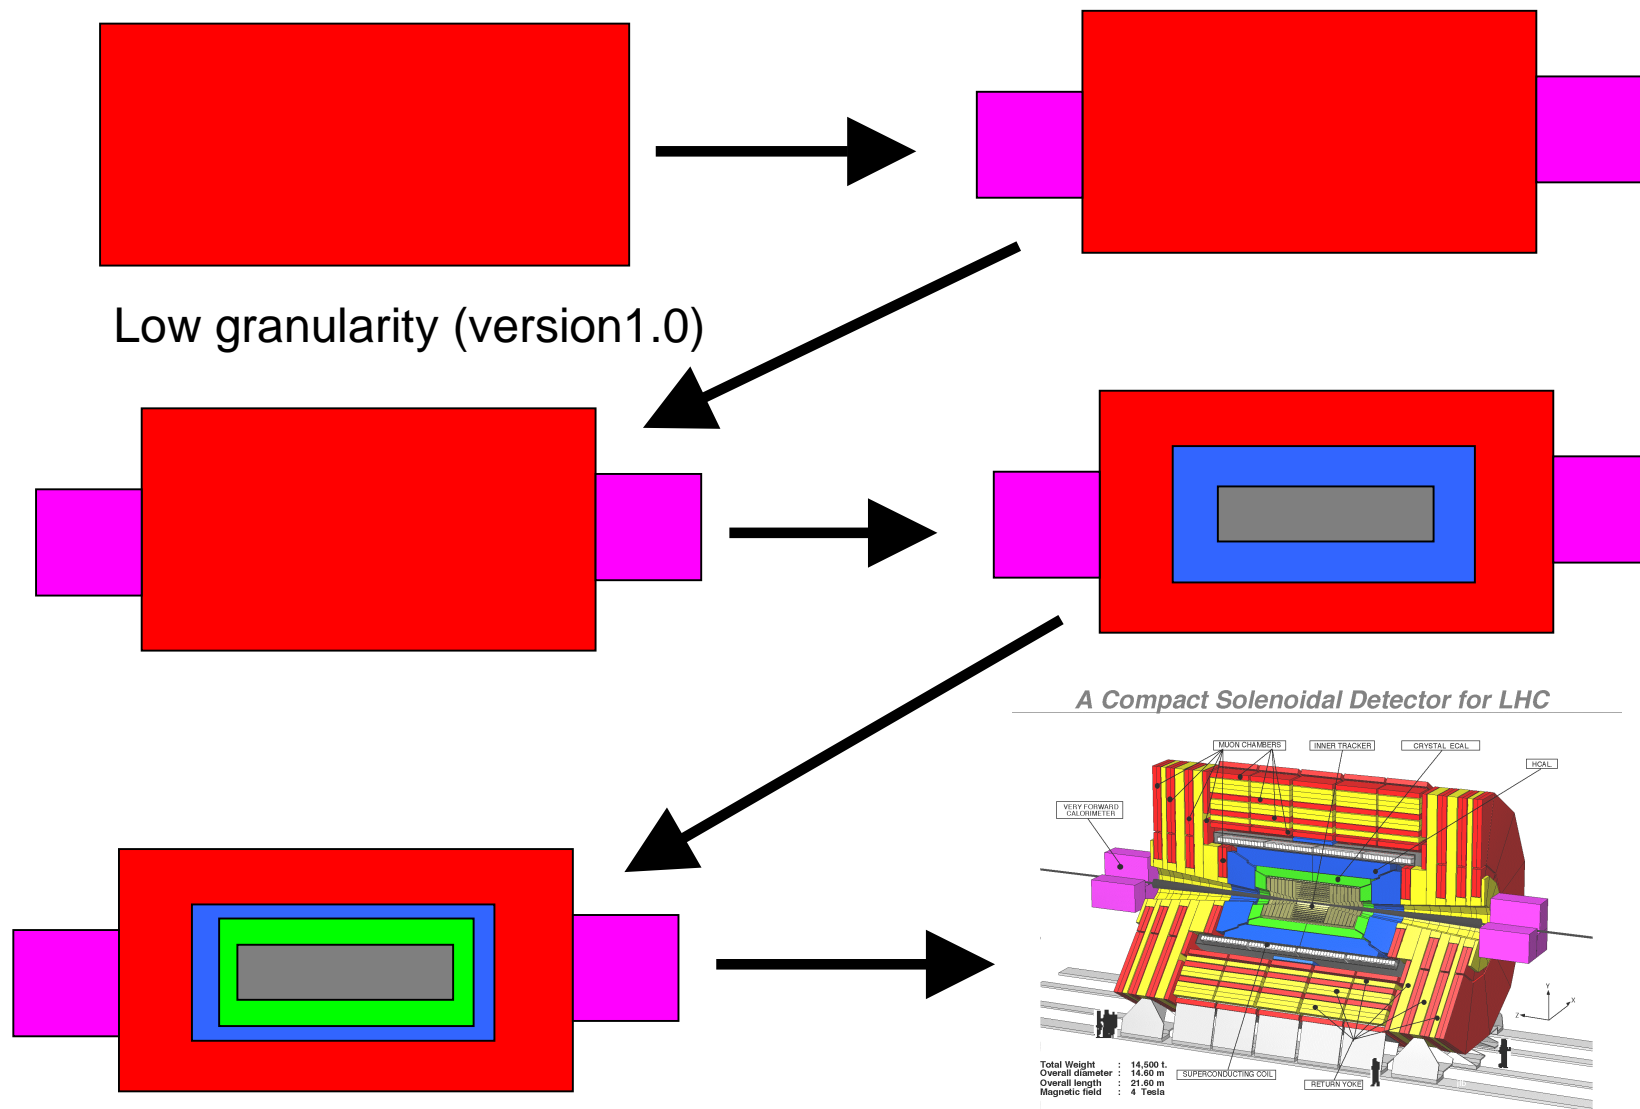 Low granularity (version1.0)
A Compact Solenoidal Detector for LHC
MUON CHAMBERS
INNER TRACKER
CRYSTAL ECAL
HCAL
VERY FORWARD
CALORIMETER
Y
X
Z
Total Weight : 14,500 t.
Overall diameter : 14.60 m
Overall length : 21.60 m
Magnetic field : 4 Tesla
SUPERCONDUCTING COIL
RETURN YOKE